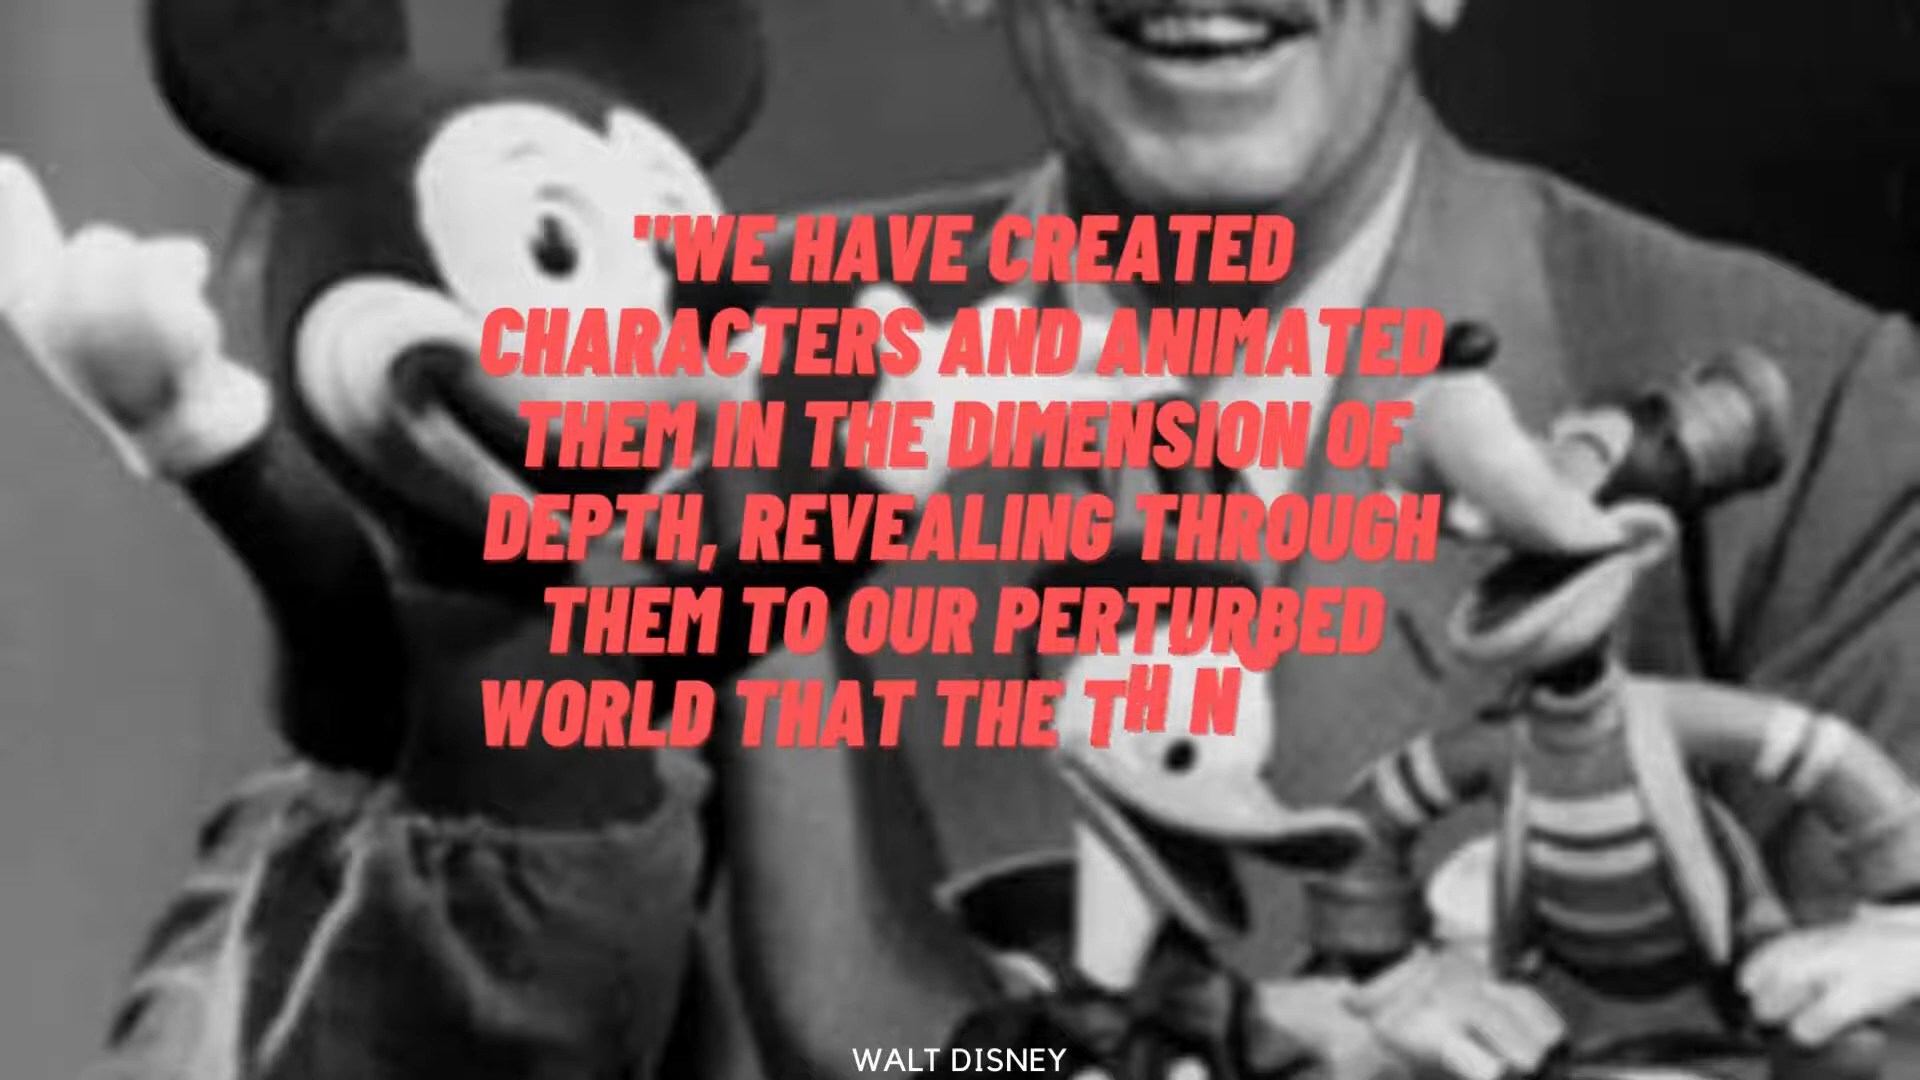 "WE HAVE CREATED
CHARACTERS AND ANIMATED
THEM IN THE DIMENSION OF
DEPTH, REVEALING THROUGH
THEM TO OUR PERTURBED
WORLD THAT THE
WALT DISNEY